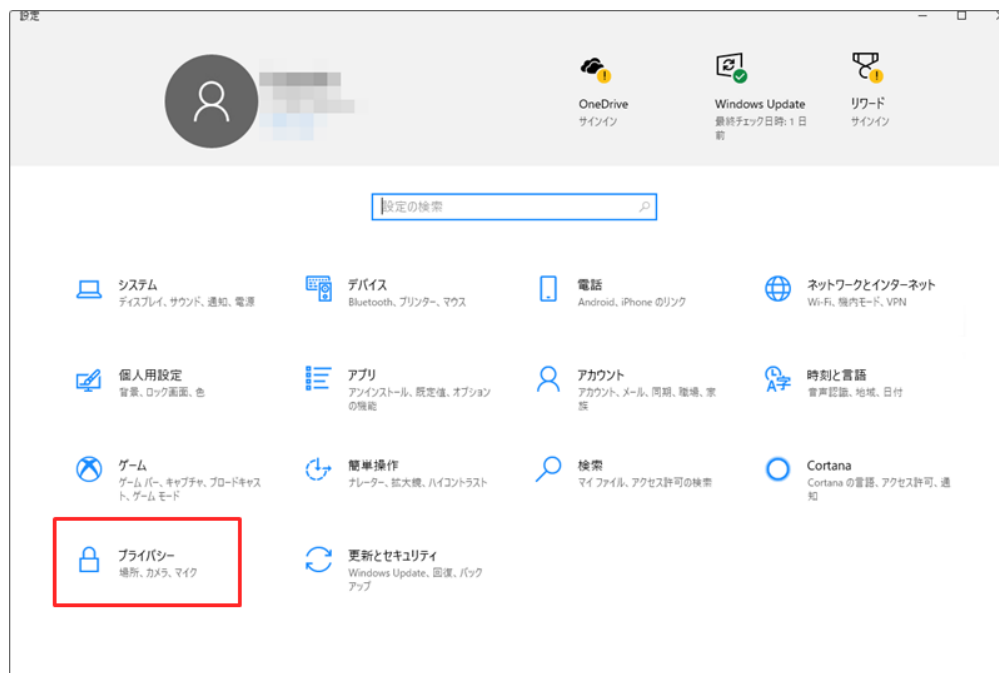 設定
OneDrive
サインイン
Windows Update
最終チェック日時: 1 日
前
リワード
サインイン
設定の検索
システム
ディスプレイ、サウンド、通知、電源
デバイス
Bluetooth、プリンター、マウス
電話
Android、iPhone のリンク
ネットワークとインターネット
Wi-Fi、機内モード、VPN
個人用設定
背景、ロック画面、色
アプリ
アンインストール、既定値、オプション
の機能
アカウント
アカウント、メール、同期、職場、家
族
時刻と言語
音声認識、地域、日付
ゲーム
ゲーム バー、キャプチャ、ブロードキャス
ト、ゲーム モード
簡単操作
ナレーター、拡大鏡、ハイコントラスト
検索
マイ ファイル、アクセス許可の検索
Cortana
Cortana の言語、アクセス許可、通
知
プライバシー
場所、カメラ、マイク
更新とセキュリティ
Windows Update、回復、バック
アップ